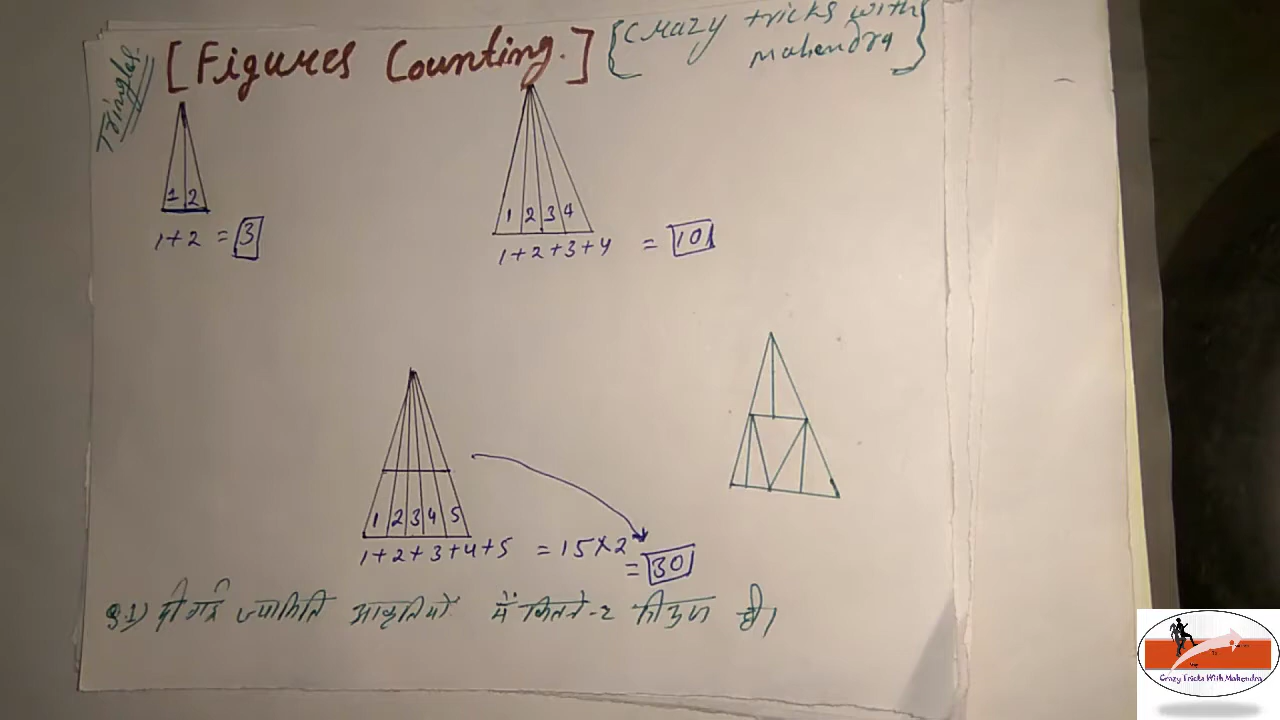 Tringles.
[Figures Counting.]
{Crazy tricks with
mahendra}
1 2
1+2 = 3
1 2 3 4
1+2+3+4 = 10
1 2 3 4 5
1+2+3+4+5 = 15×2
= 30
Q.1) दी गई ज्यामिति आकृतियों में कितने-2 त्रिभुज है।
Crazy Tricks With Mahendra